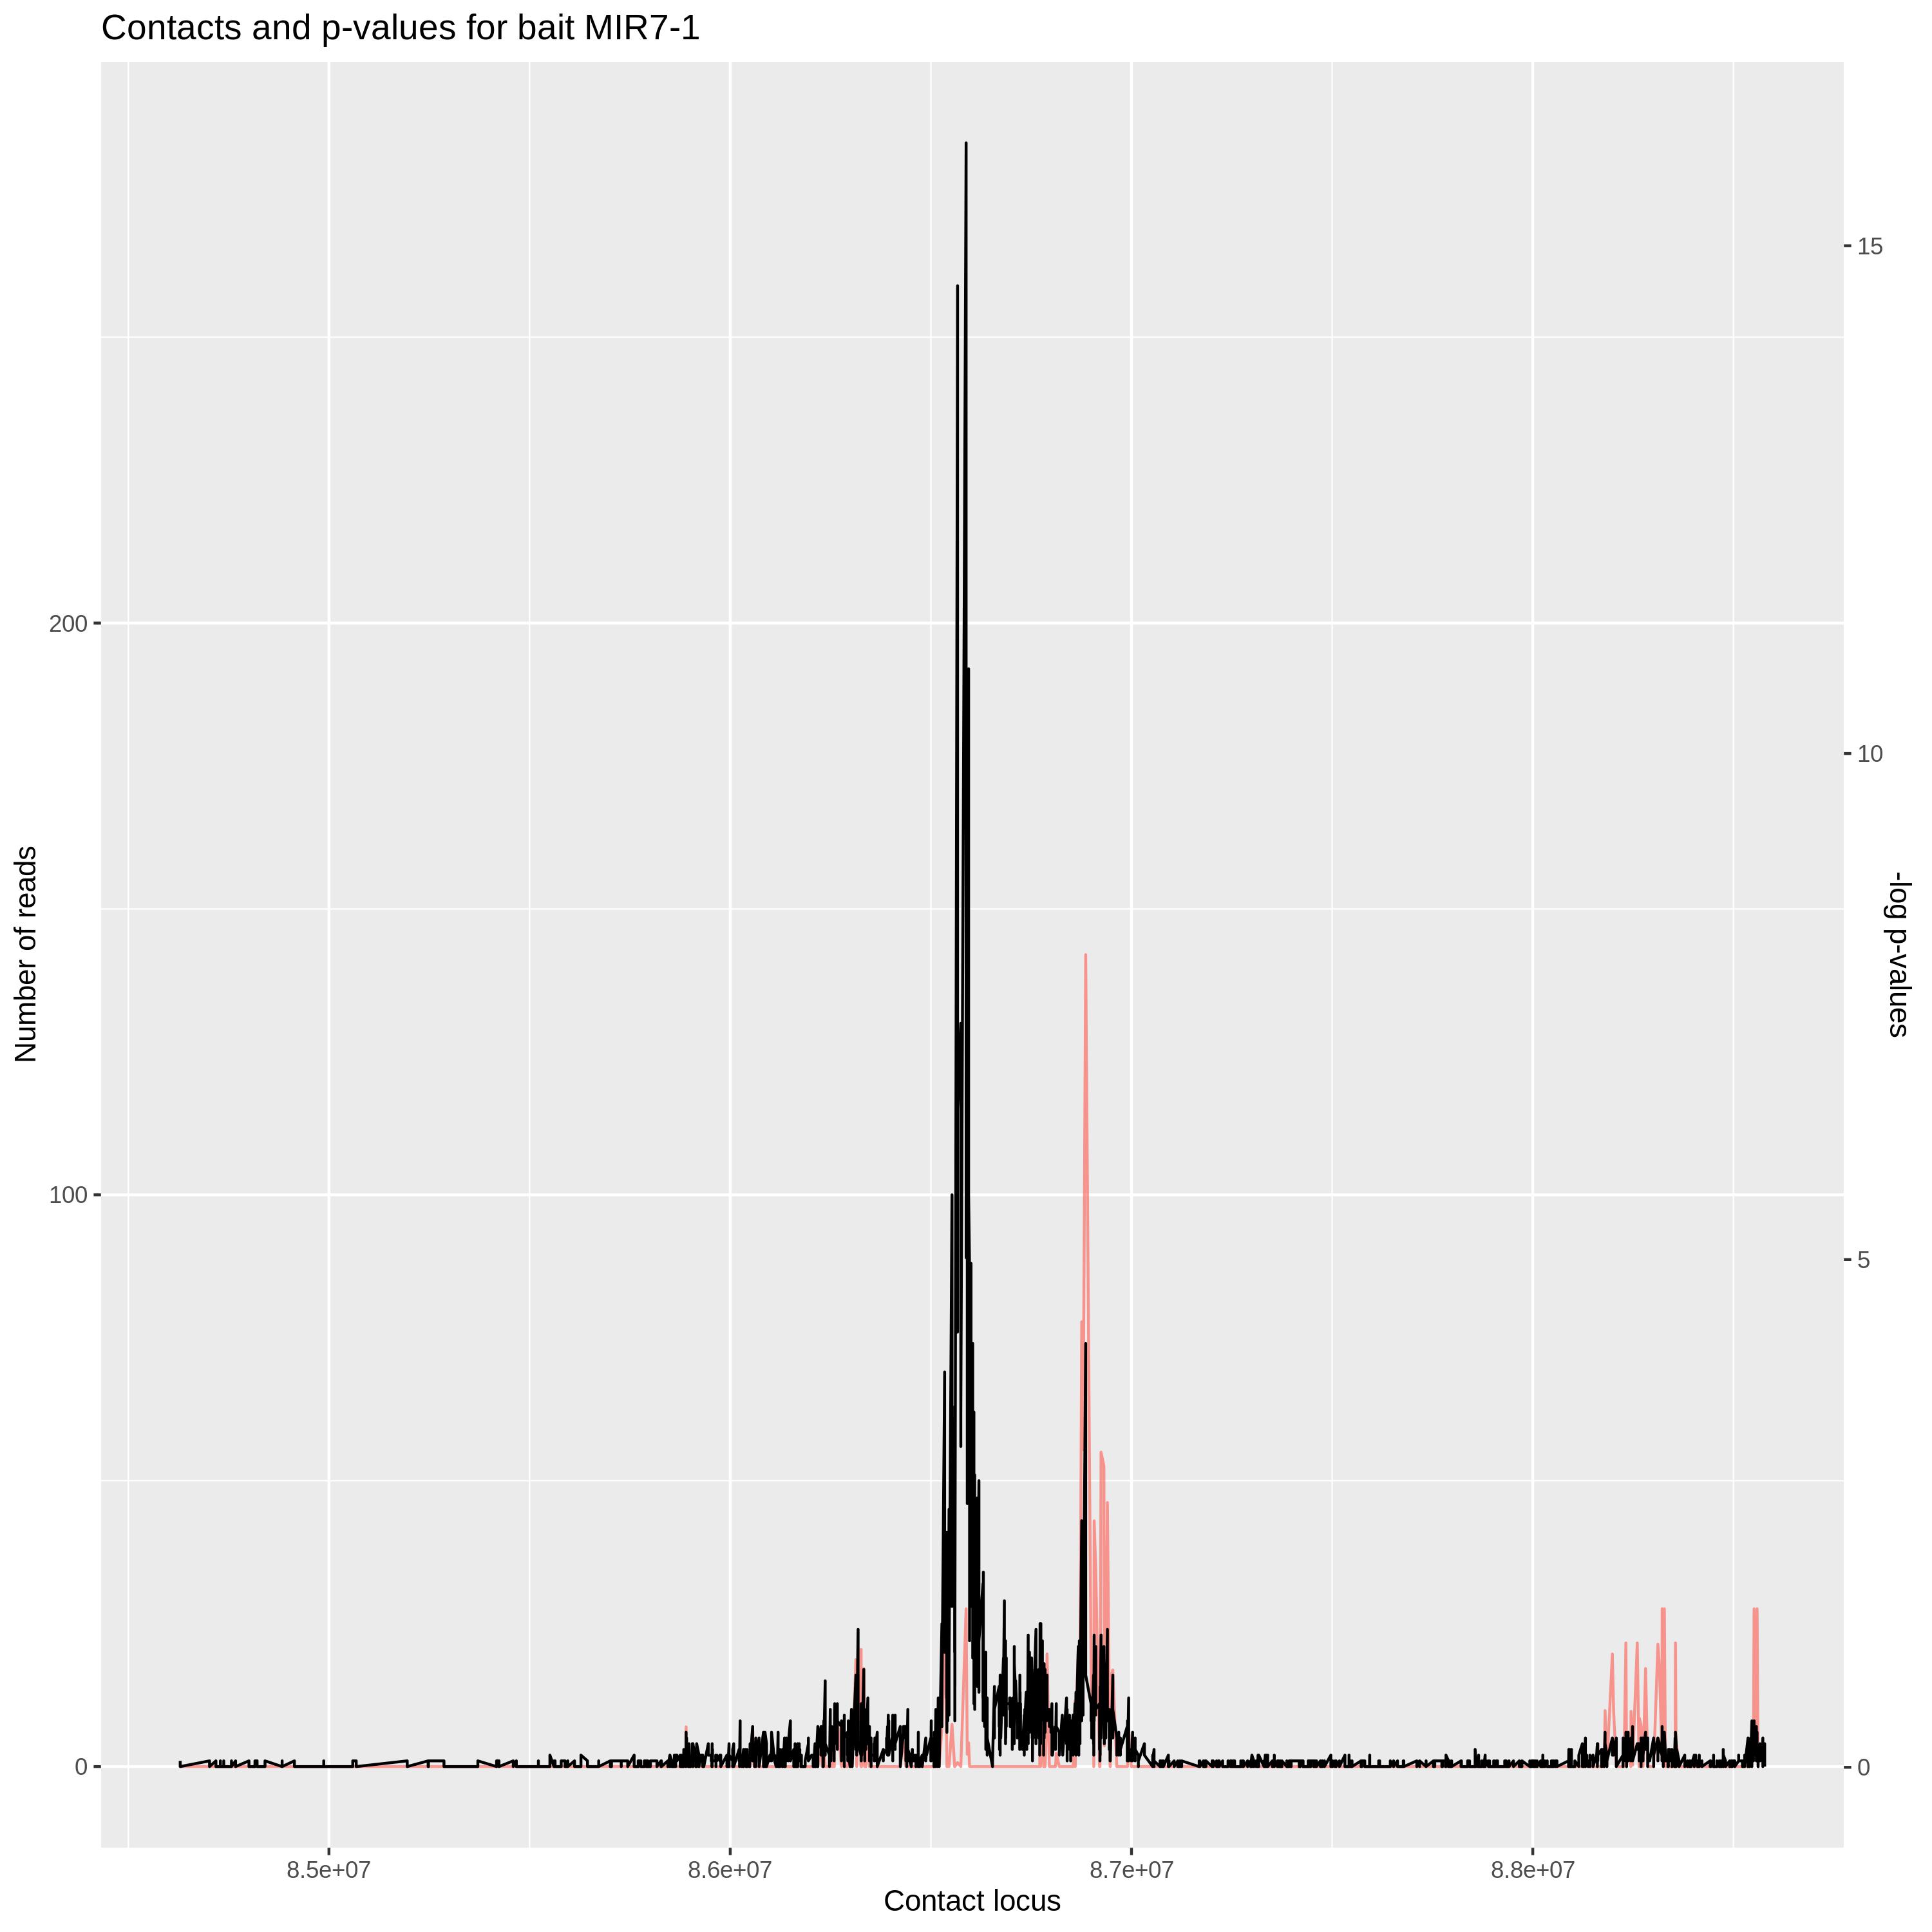 Contacts and p-values for bait MIR7-1
Number of reads
200
100
0
15
10
5
0
-log p-values
8.5e+07 8.6e+07 8.7e+07 8.8e+07
Contact locus